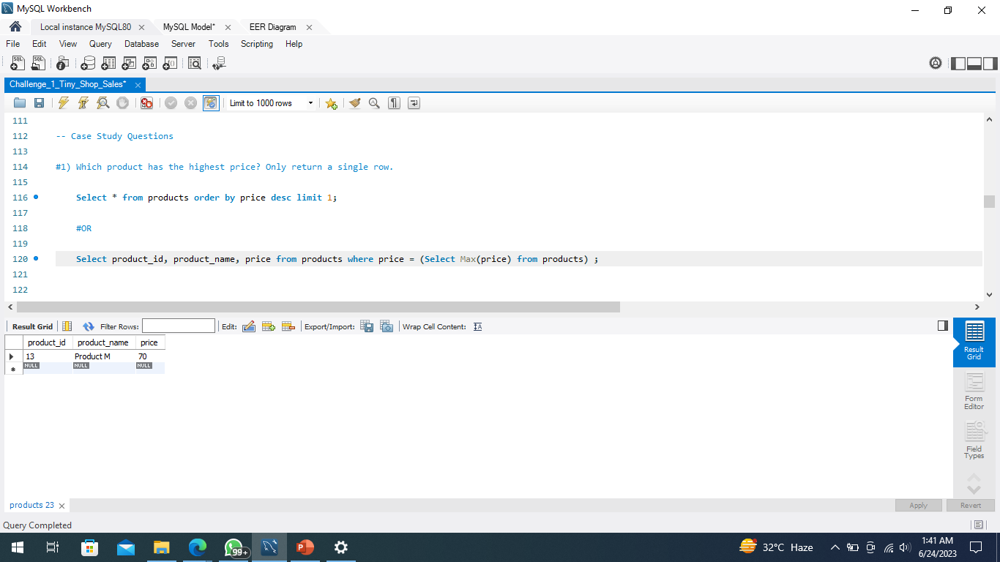 MySQL Workbench
Local instance MySQL80 MySQL Model* EER Diagram
File Edit View Query Database Server Tools Scripting Help
Challenge_1_Tiny_Shop_Sales*
Limit to 1000 rows
111
112 -- Case Study Questions
113
114 #1) Which product has the highest price? Only return a single row.
115
116 Select * from products order by price desc limit 1;
117
118 #OR
119
120 Select product_id, product_name, price from products where price = (Select Max(price) from products) ;
121
122
Result Grid Filter Rows: Edit: Export/Import: Wrap Cell Content:
product_id product_name price
13 Product M 70
NULL NULL NULL
Result
Grid
Form
Editor
Field
Types
products 23 Apply Revert
Query Completed
99+ 32°C Haze 1:41 AM
6/24/2023